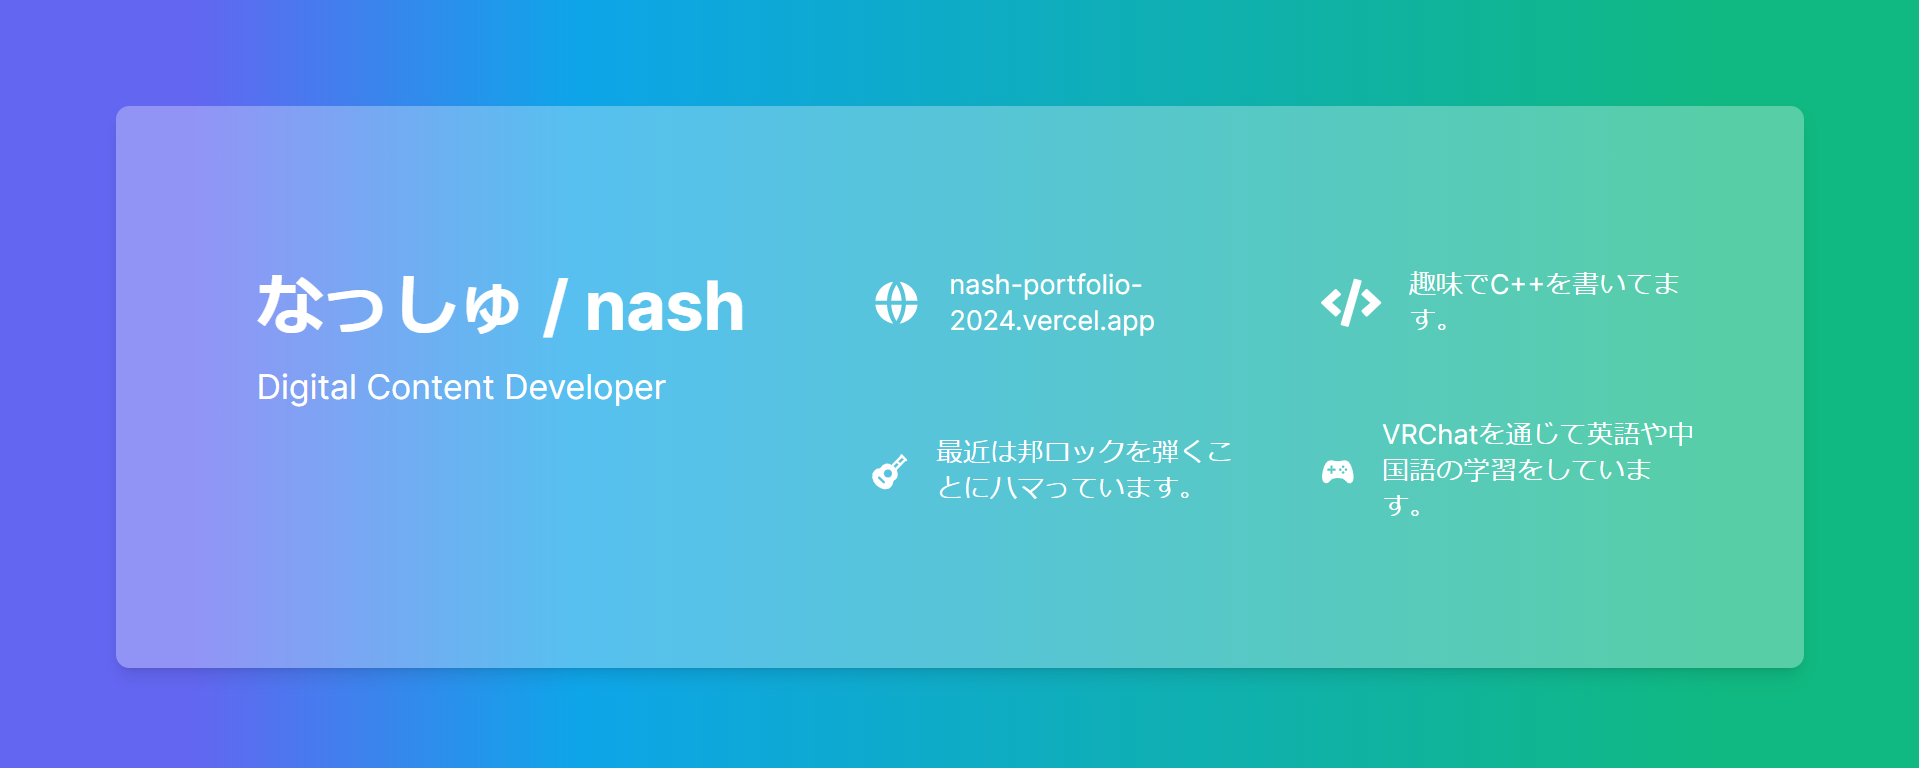 なっしゅ / nash
Digital Content Developer
nash-portfolio-
2024.vercel.app
趣味でC++を書いてま
す。
最近は邦ロックを弾くこ
とにハマっています。
VRChatを通じて英語や中
国語の学習をしていま
す。